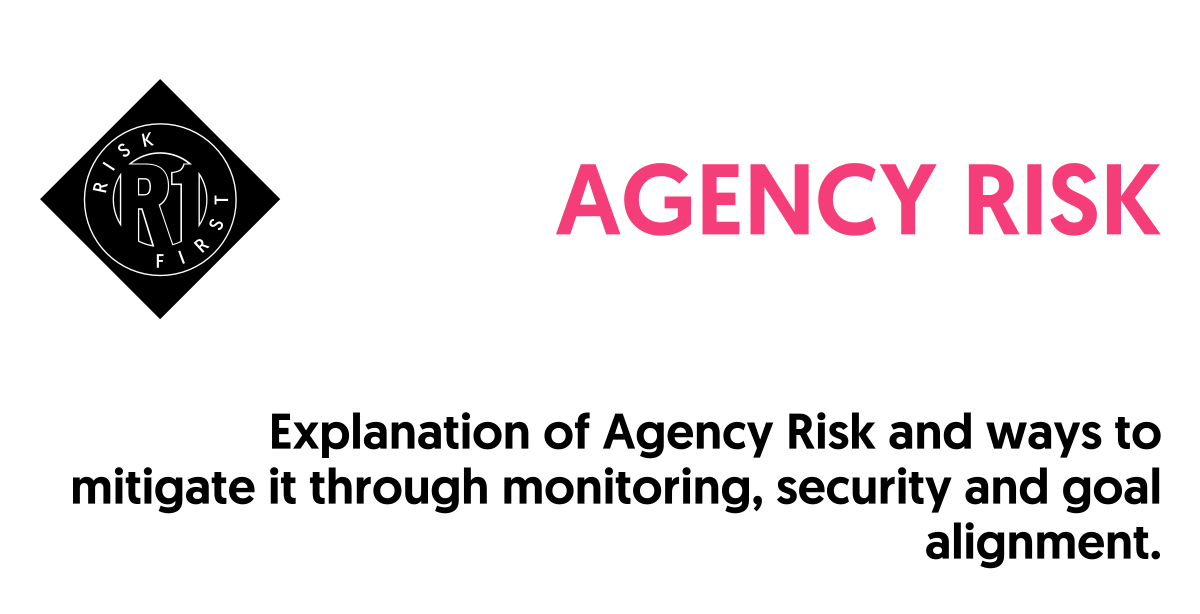 RISK
R1
FIRST
AGENCY RISK
Explanation of Agency Risk and ways to
mitigate it through monitoring, security and goal
alignment.